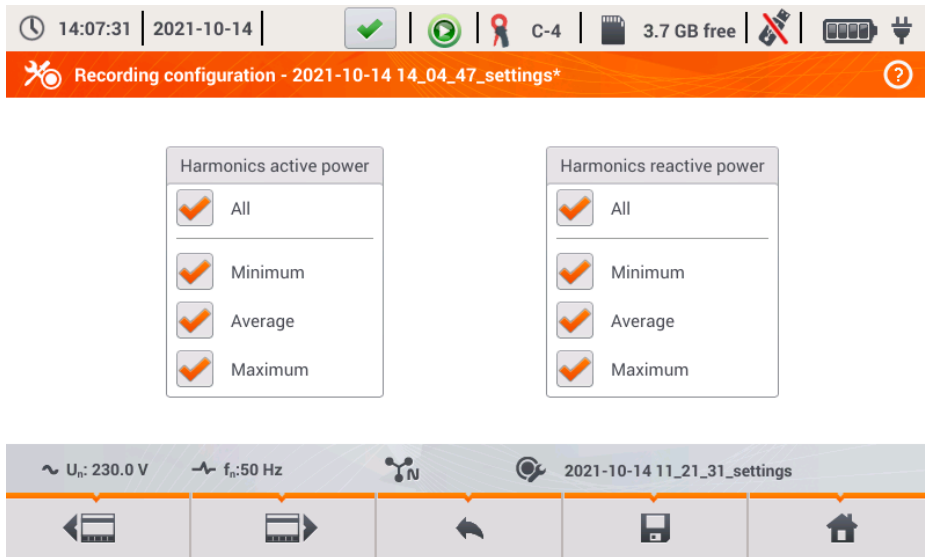 14:07:31 2021-10-14 C-4 3.7 GB free
Recording configuration - 2021-10-14 14_04_47_settings* ?
Harmonics active power
All
Minimum
Average
Maximum
Harmonics reactive power
All
Minimum
Average
Maximum
Un: 230.0 V fn:50 Hz N 2021-10-14 11_21_31_settings